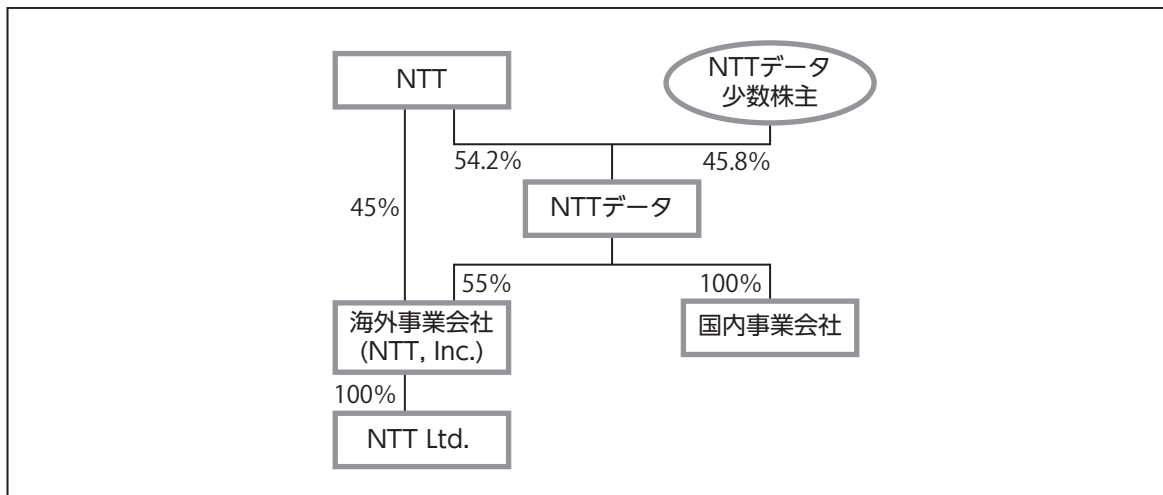 NTT
NTTデータ
少数株主
54.2%
45.8%
45%
NTTデータ
55%
100%
海外事業会社
(NTT, Inc.)
国内事業会社
100%
NTT Ltd.